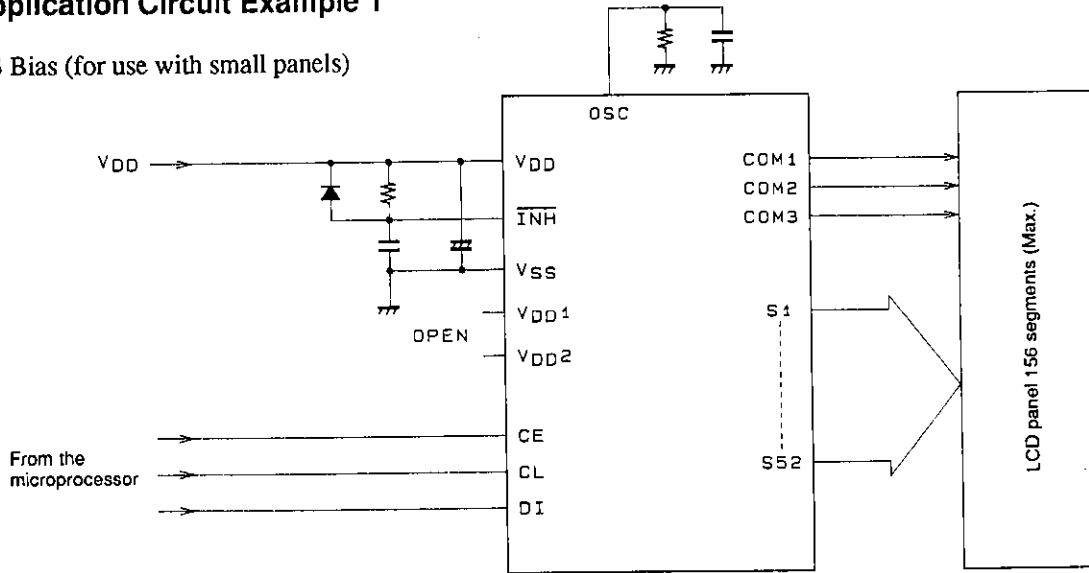 pplication Circuit Example 1
Bias (for use with small panels)
OSC
VDD
VDD
INH
VSS
VDD1
OPEN
VDD2
CE
From the
microprocessor
CL
DI
COM1
COM2
COM3
S1
S52
LCD panel 156 segments (Max.)